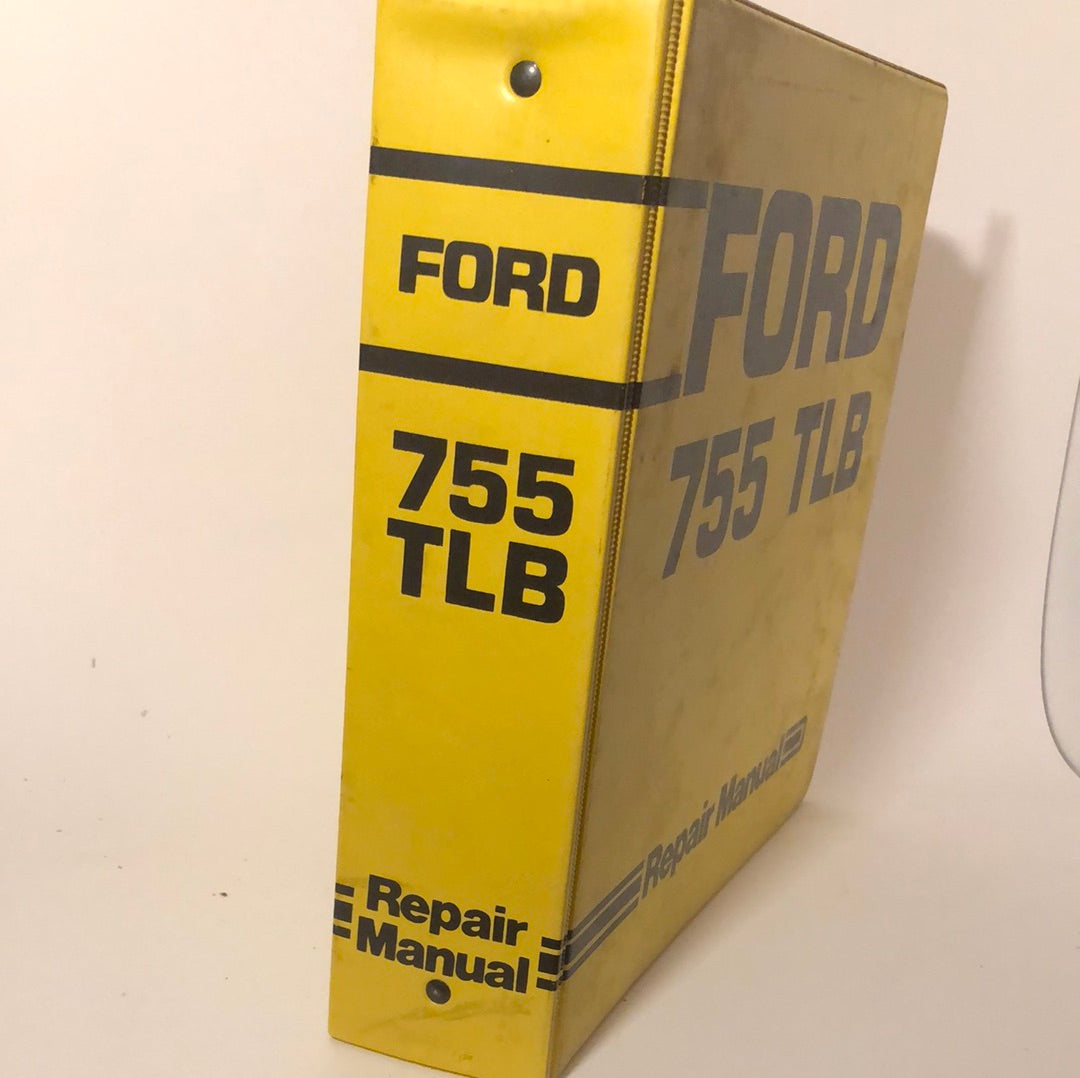 FORD
755
TLB
Repair
Manual
FORD
755 TLB
Repair Manual